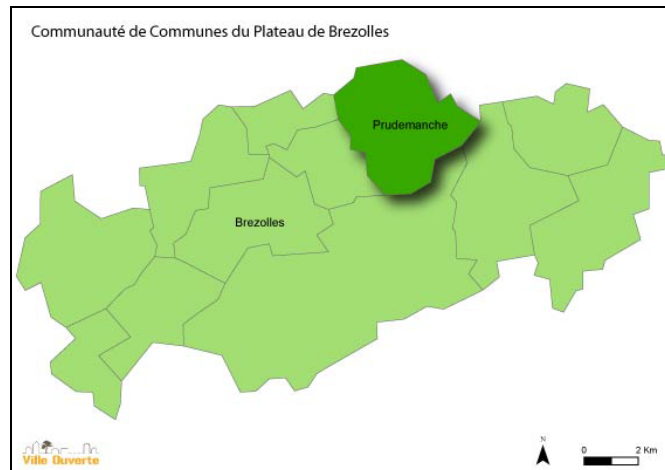 Communauté de Communes du Plateau de Brezolles
Prudemanche
Brezolles
Ville Ouverte
N
0 2 Km